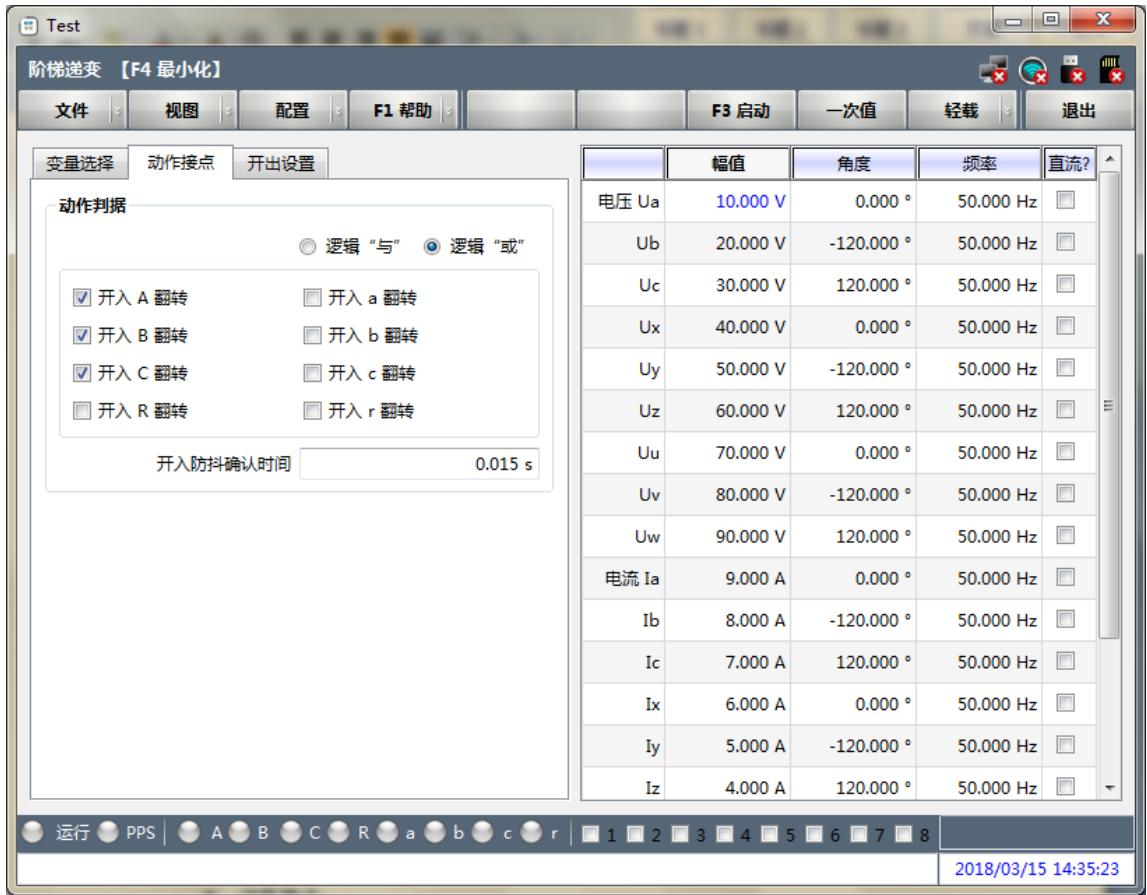 Test
阶梯递变 【F4 最小化】
文件 视图 配置 F1 帮助 F3 启动 一次值 轻载 退出
变量选择 动作接点 开出设置
动作判据
逻辑“与” 逻辑“或”
开入 A 翻转 开入 a 翻转
开入 B 翻转 开入 b 翻转
开入 C 翻转 开入 c 翻转
开入 R 翻转 开入 r 翻转
开入防抖确认时间 0.015 s
幅值 角度 频率 直流?
电压 Ua 10.000 V 0.000 ° 50.000 Hz
Ub 20.000 V -120.000 ° 50.000 Hz
Uc 30.000 V 120.000 ° 50.000 Hz
Ux 40.000 V 0.000 ° 50.000 Hz
Uy 50.000 V -120.000 ° 50.000 Hz
Uz 60.000 V 120.000 ° 50.000 Hz
Uu 70.000 V 0.000 ° 50.000 Hz
Uv 80.000 V -120.000 ° 50.000 Hz
Uw 90.000 V 120.000 ° 50.000 Hz
电流 Ia 9.000 A 0.000 ° 50.000 Hz
Ib 8.000 A -120.000 ° 50.000 Hz
Ic 7.000 A 120.000 ° 50.000 Hz
Ix 6.000 A 0.000 ° 50.000 Hz
Iy 5.000 A -120.000 ° 50.000 Hz
Iz 4.000 A 120.000 ° 50.000 Hz
运行 PPS A B C R a b c r 1 2 3 4 5 6 7 8
2018/03/15 14:35:23